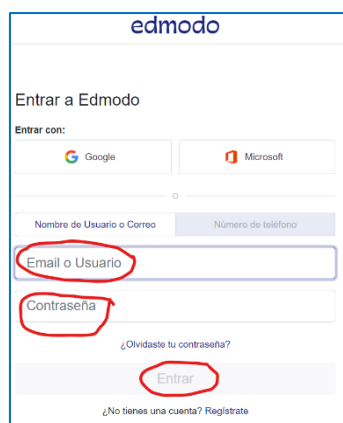 edmodo
Entrar a Edmodo
Entrar con:
Google Microsoft
o
Nombre de Usuario o Correo Número de teléfono
Email o Usuario
Contraseña
¿Olvidaste tu contraseña?
Entrar
¿No tienes una cuenta? Regístrate